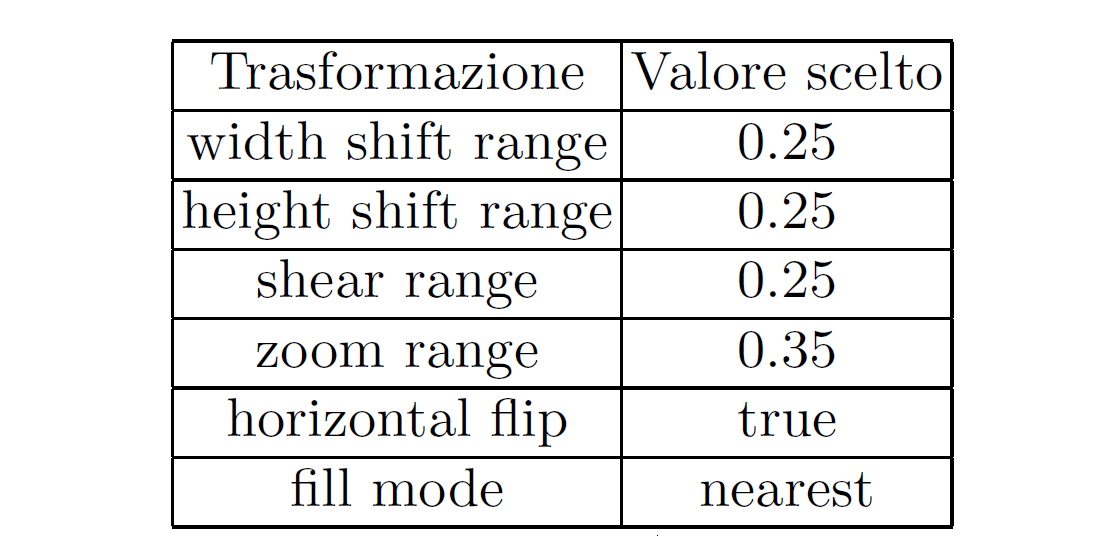 Trasformazione Valore scelto
width shift range 0.25
height shift range 0.25
shear range 0.25
zoom range 0.35
horizontal flip true
fill mode nearest